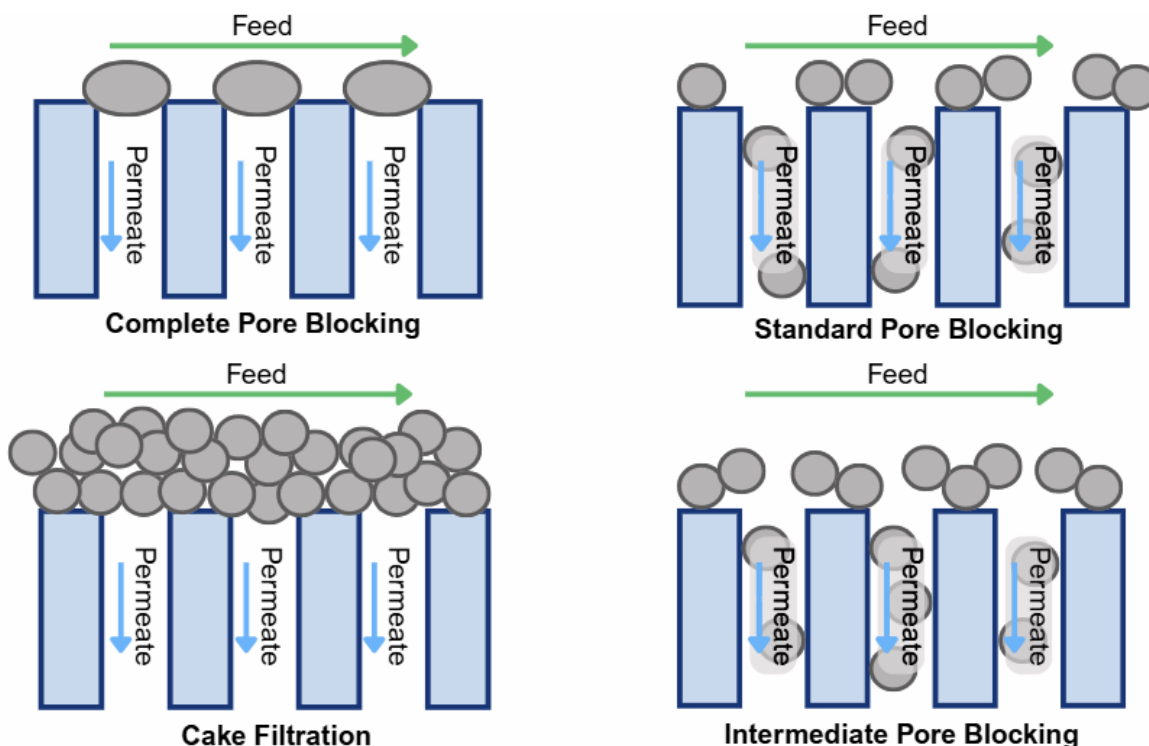 Feed
Permeate
Permeate
Permeate
Complete Pore Blocking
Feed
Permeate
Permeate
Permeate
Standard Pore Blocking
Feed
Permeate
Permeate
Permeate
Cake Filtration
Feed
Permeate
Permeate
Permeate
Intermediate Pore Blocking